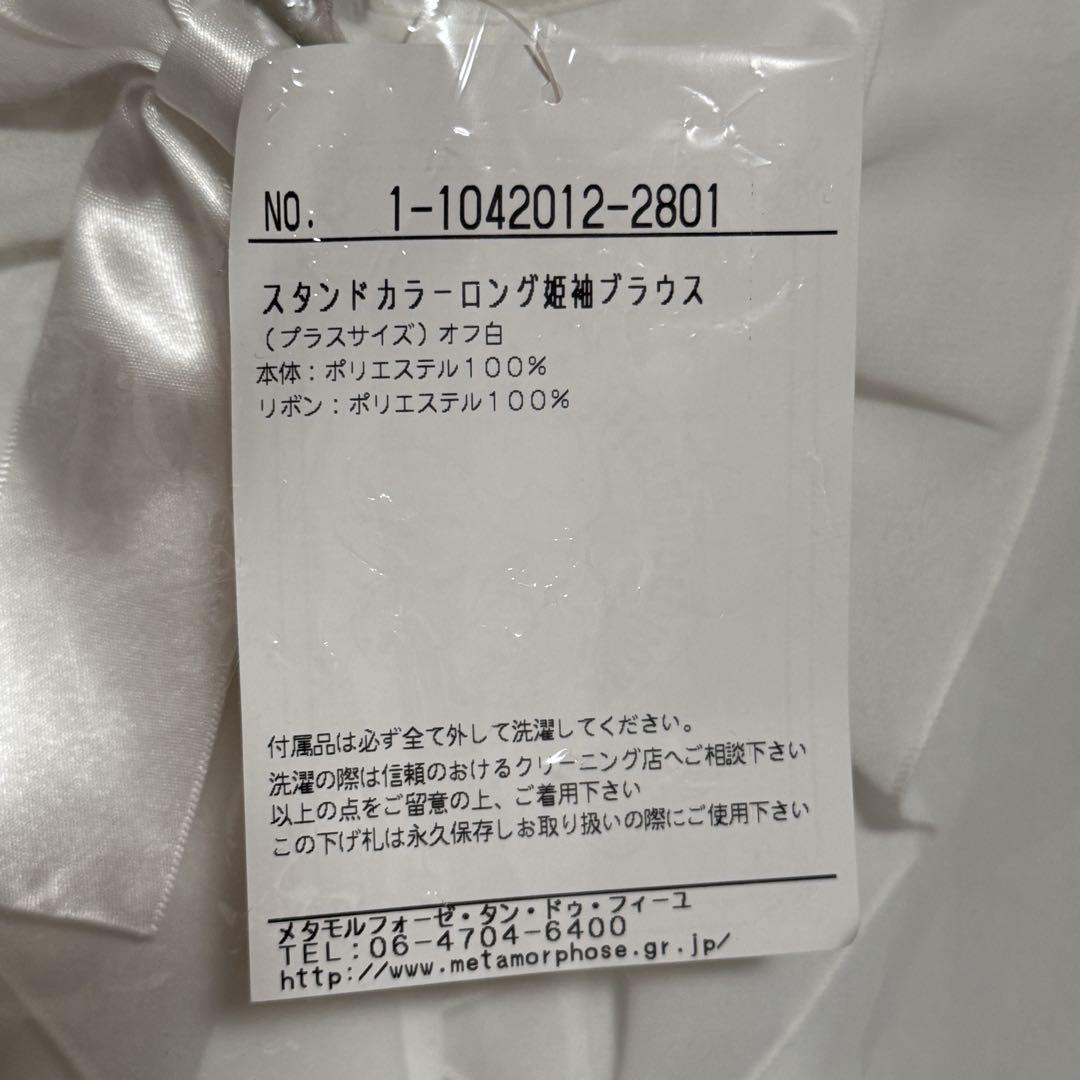 NO. 1-1042012-2801
スタンドカラーロング姫袖ブラウス
(プラスサイズ)オフ白
本体:ポリエステル100%
リボン:ポリエステル100%
付属品は必ず全て外して洗濯してください。
洗濯の際は信頼のおけるクリーニング店へご相談下さい
以上の点をご留意の上、ご着用下さい
この下げ札は永久保存しお取り扱いの際にご使用下さい
メタモルフォーゼ・タン・ドゥ・フィーユ
TEL:06-4704-6400
http://www.metamorphose.gr.jp/